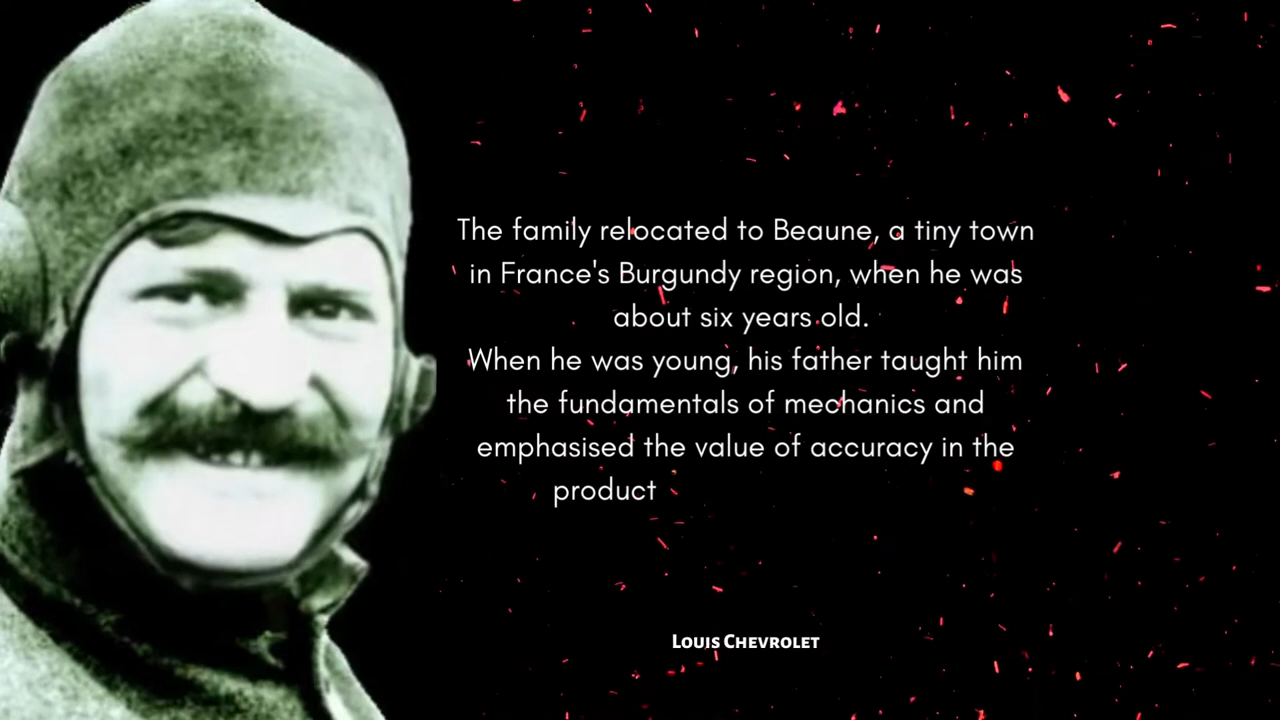 The family relocated to Beaune, a tiny town
in France's Burgundy region, when he was
about six years old.
When he was young, his father taught him
the fundamentals of mechanics and
emphasised the value of accuracy in the
product
Louis Chevrolet